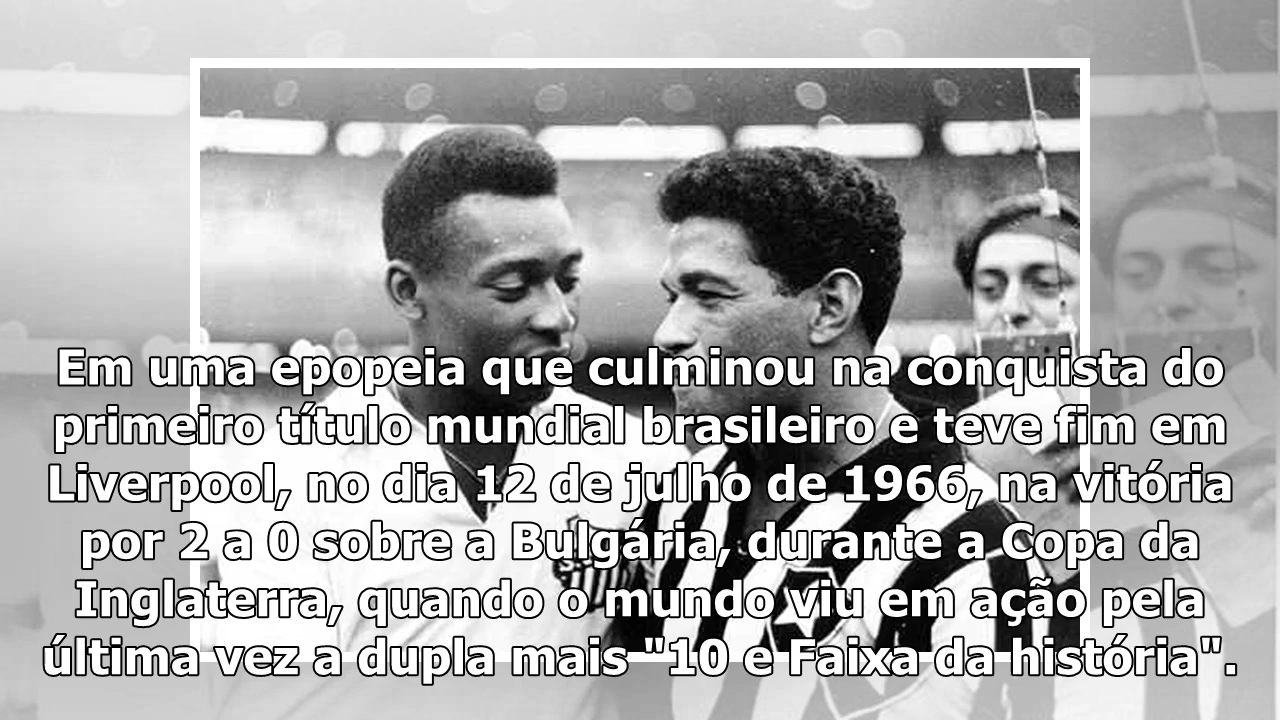 Em uma epopeia que culminou na conquista do
primeiro título mundial brasileiro e teve fim em
Liverpool, no dia 12 de julho de 1966, na vitória
por 2 a 0 sobre a Bulgária, durante a Copa da
Inglaterra, quando o mundo viu em ação pela
última vez a dupla mais "10 e Faixa da história".